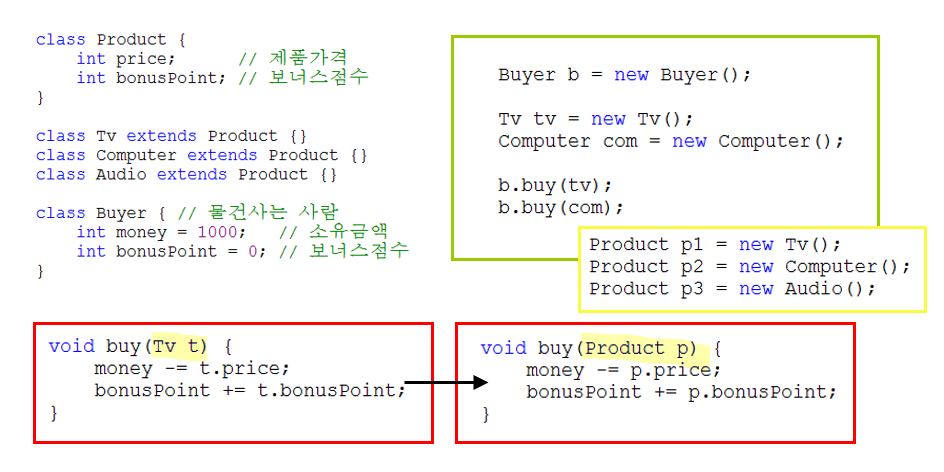 class Product {
    int price;       // 제품가격
    int bonusPoint; // 보너스점수
}
class Tv extends Product {}
class Computer extends Product {}
class Audio extends Product {}
class Buyer { // 물건사는 사람
    int money = 1000;   // 소유금액
    int bonusPoint = 0; // 보너스점수
}
Buyer b = new Buyer();
Tv tv = new Tv();
Computer com = new Computer();
b.buy(tv);
b.buy(com);
Product p1 = new Tv();
Product p2 = new Computer();
Product p3 = new Audio();
void buy(Tv t) {
    money -= t.price;
    bonusPoint += t.bonusPoint;
}
void buy(Product p) {
    money -= p.price;
    bonusPoint += p.bonusPoint;
}